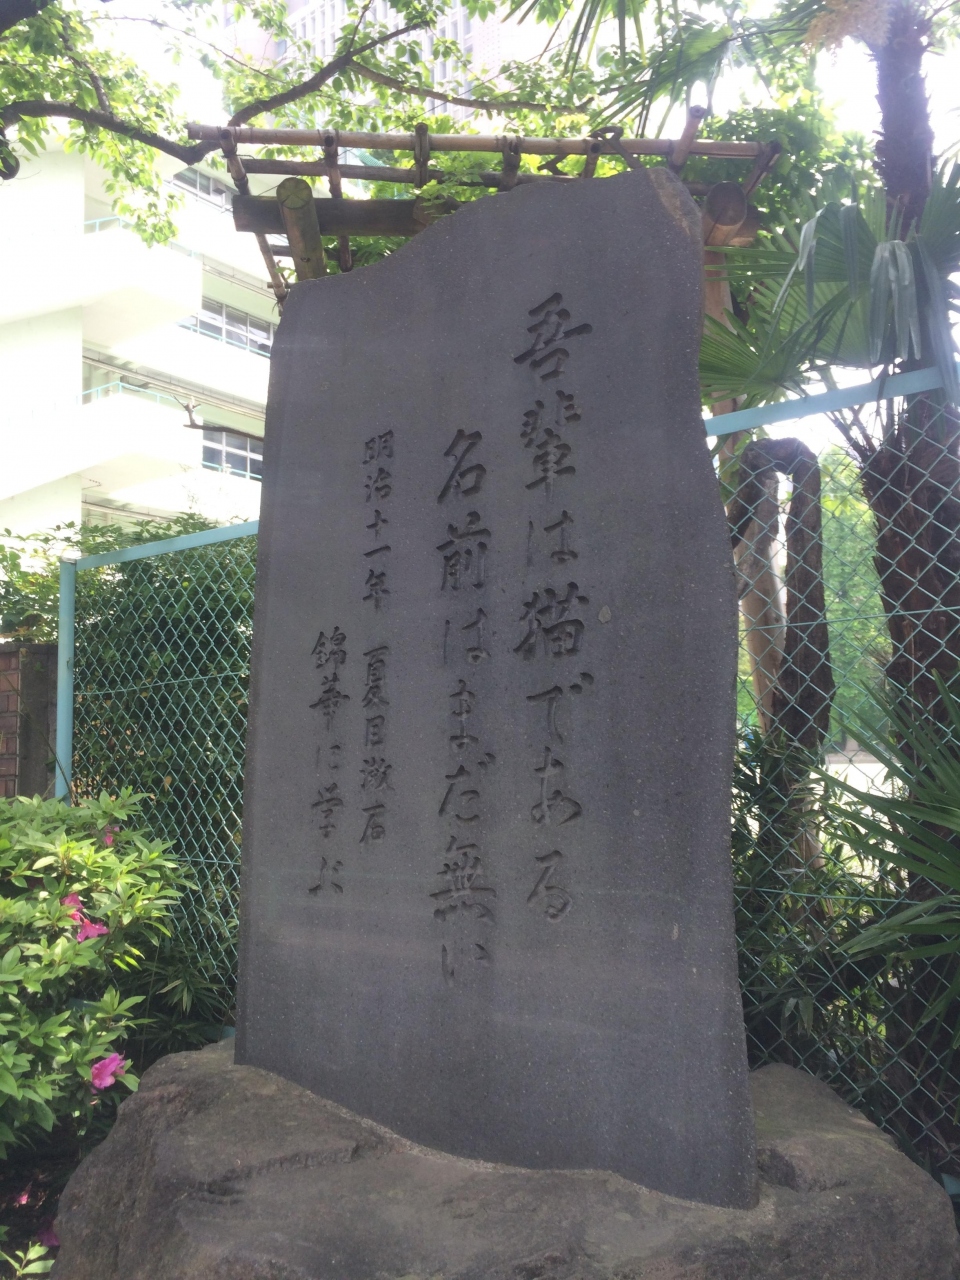 吾輩は猫である
名前はまだ無い
明治十一年 夏目漱石
錦華に学ぶ